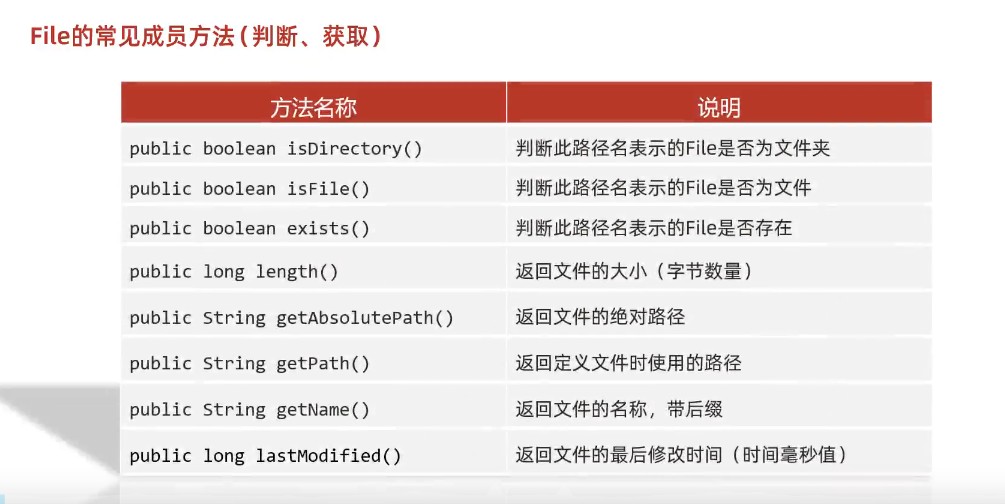 File的常见成员方法(判断、获取)
方法名称 说明
public boolean isDirectory() 判断此路径名表示的File是否为文件夹
public boolean isFile() 判断此路径名表示的File是否为文件
public boolean exists() 判断此路径名表示的File是否存在
public long length() 返回文件的大小（字节数量）
public String getAbsolutePath() 返回文件的绝对路径
public String getPath() 返回定义文件时使用的路径
public String getName() 返回文件的名称，带后缀
public long lastModified() 返回文件的最后修改时间（时间毫秒值）